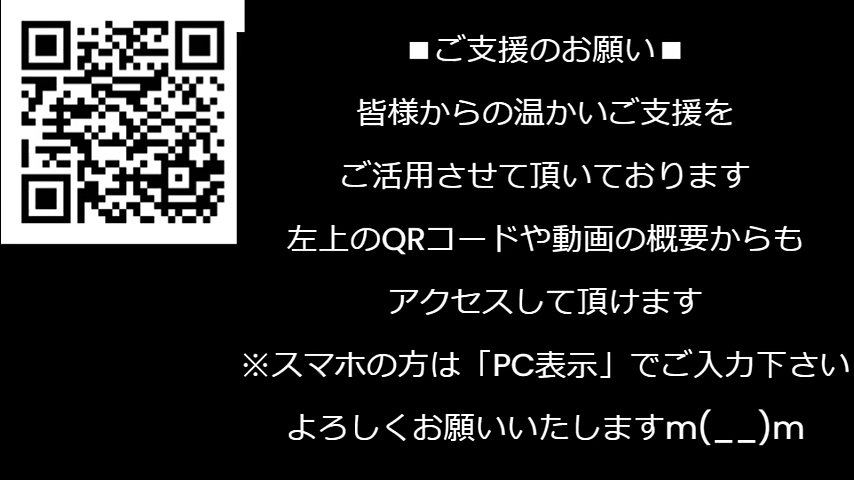 ■ご支援のお願い■
皆様からの温かいご支援を
ご活用させて頂いております
左上のQRコードや動画の概要からも
アクセスして頂けます
※スマホの方は「PC表示」でご入力下さい
よろしくお願いいたしますm(__)m